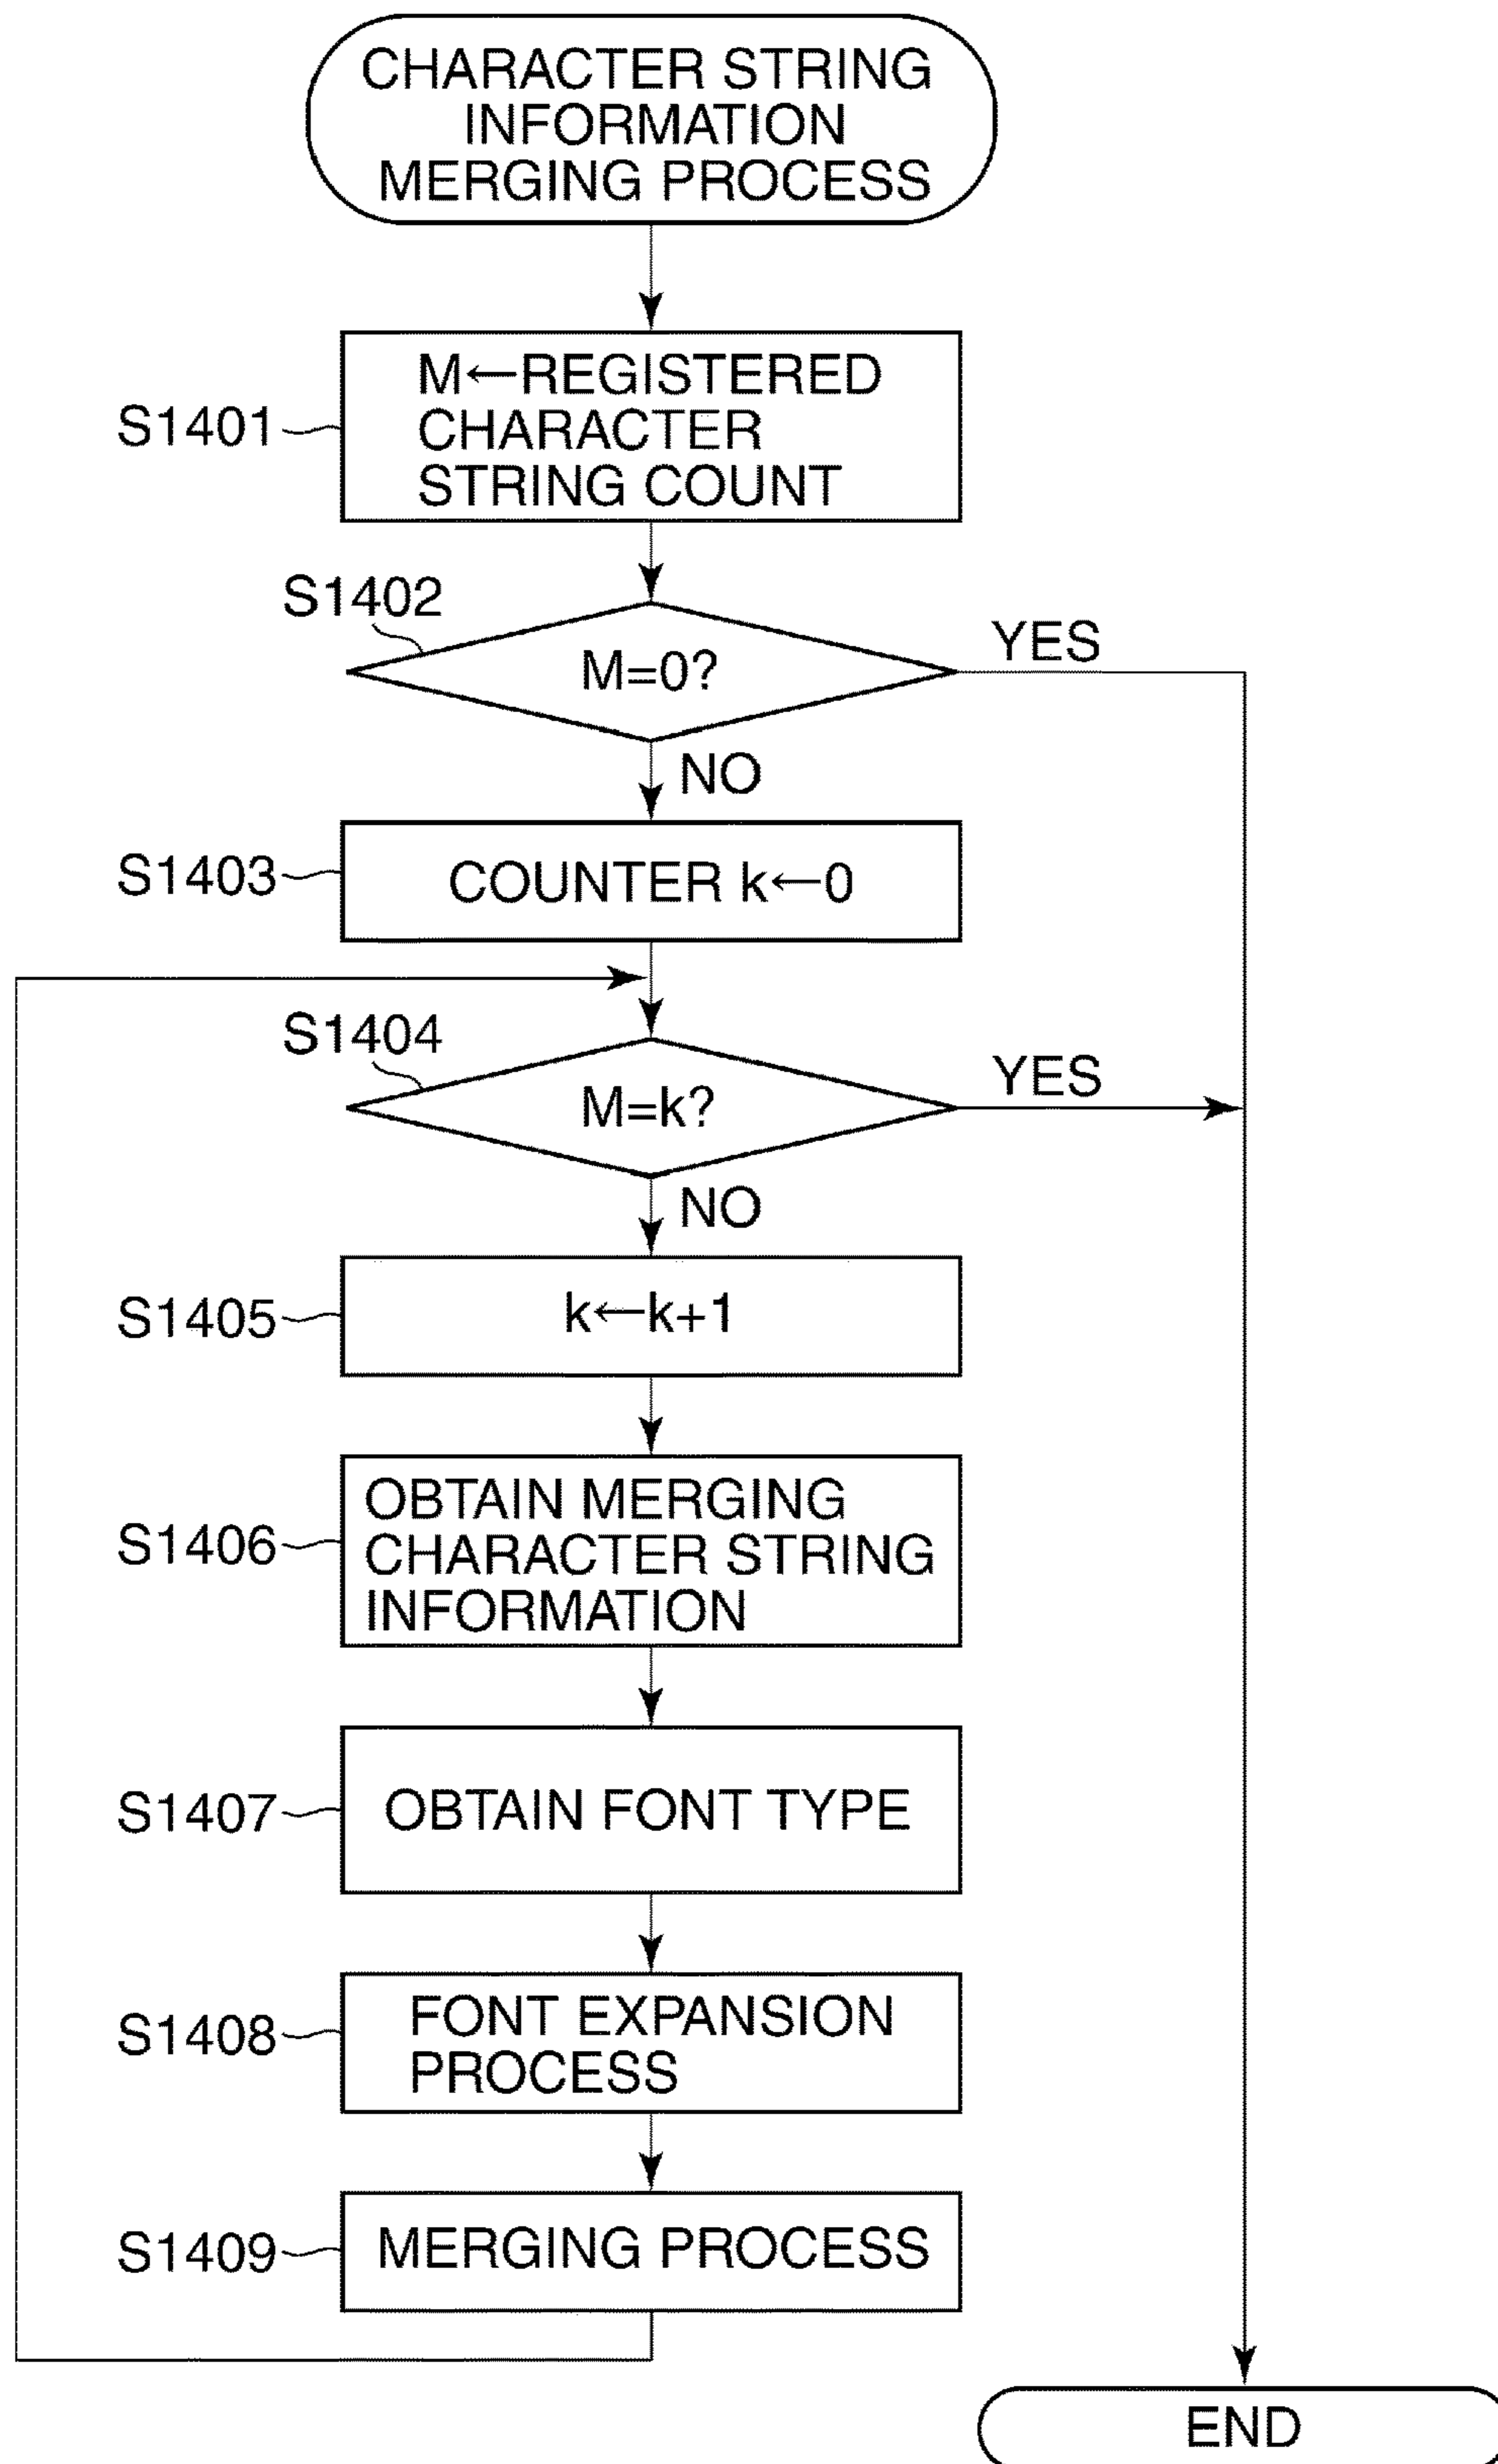 CHARACTER STRING
INFORMATION
MERGING PROCESS
S1401
M←REGISTERED
CHARACTER
STRING COUNT
S1402
M=0?
YES
NO
S1403
COUNTER k←0
S1404
M=k?
YES
NO
S1405
k←k+1
S1406
OBTAIN MERGING
CHARACTER STRING
INFORMATION
S1407
OBTAIN FONT TYPE
S1408
FONT EXPANSION
PROCESS
S1409
MERGING PROCESS
END